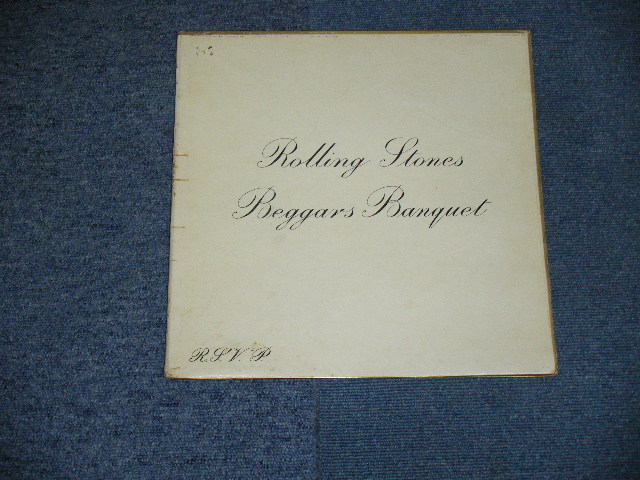 Rolling Stones
Beggars Banquet
R.S.V.P.